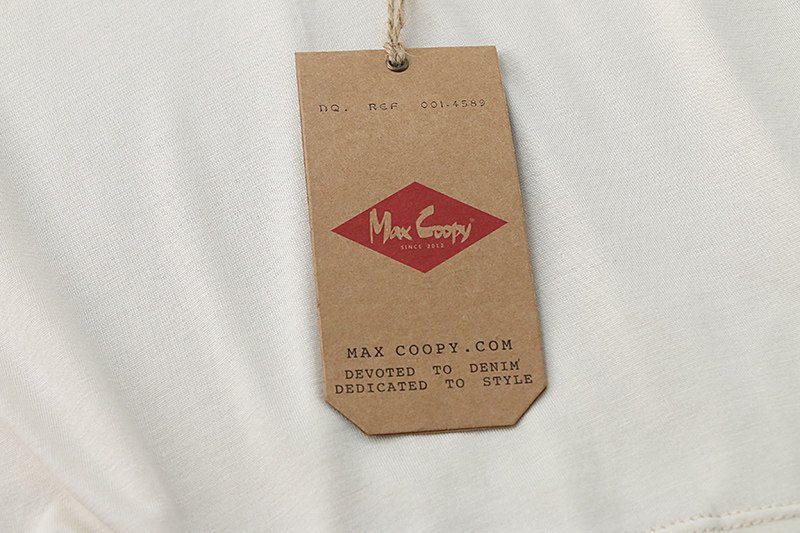 DQ. REF 001-4589
Max Coopy
SINCE 2012
MAX COOPY.COM
DEVOTED TO DENIM
DEDICATED TO STYLE